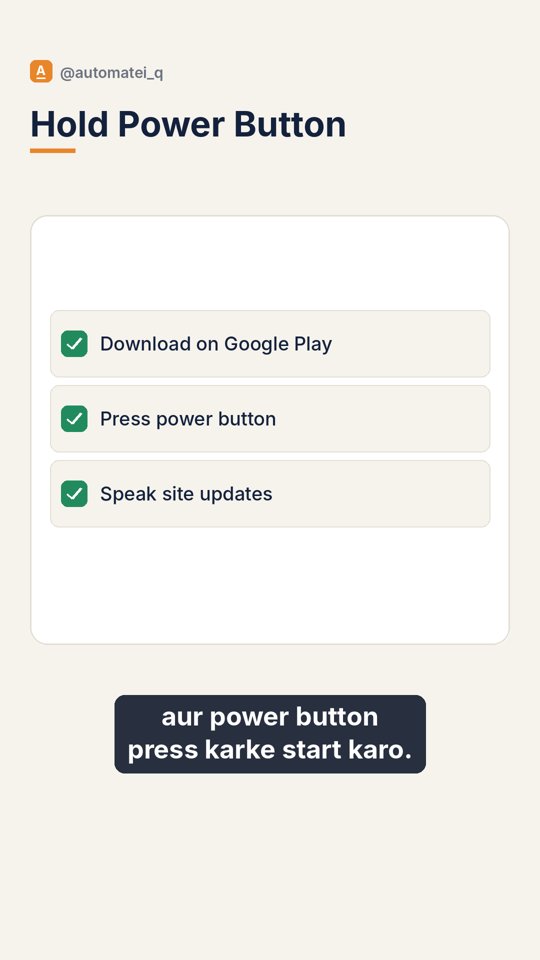 A
@automatei_q
Hold Power Button
Download on Google Play
Press power button
Speak site updates
aur power button
press karke start karo.